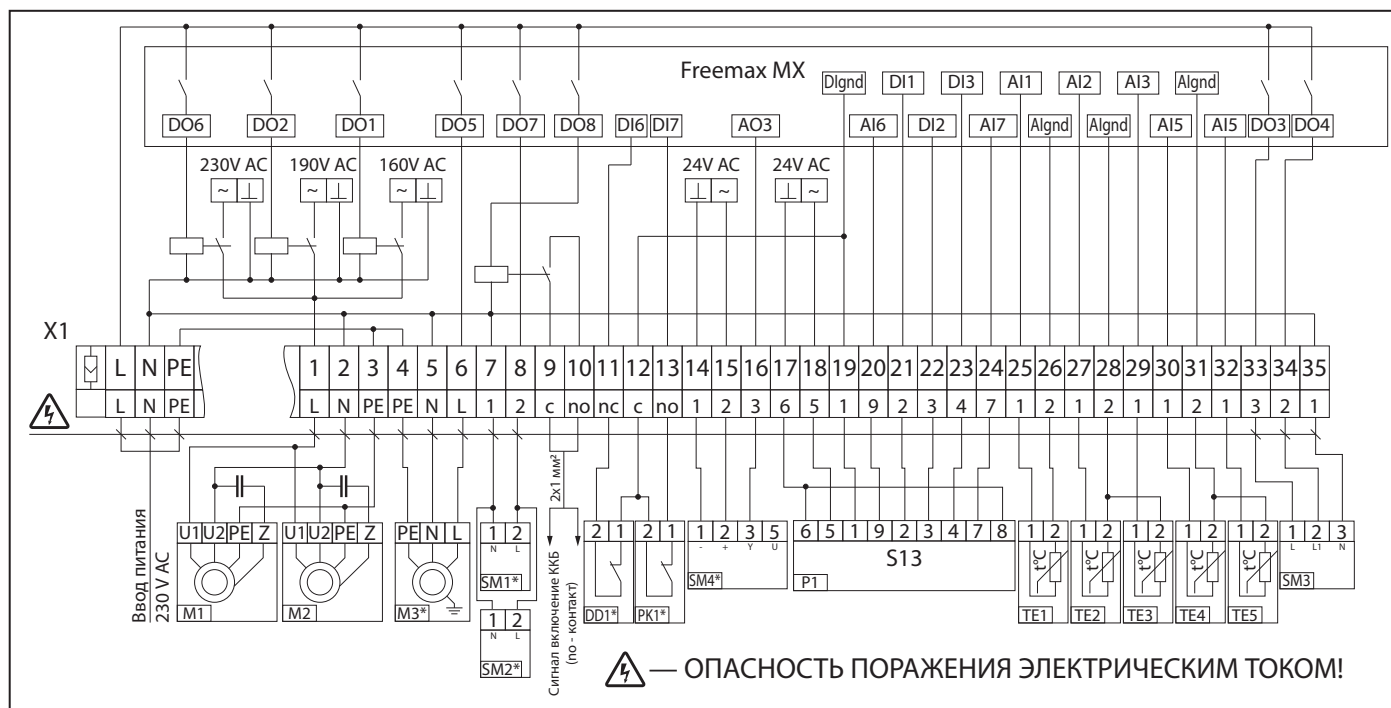 Freemax MX
DIgnd DI1 DI3 AI1 AI2 AI3 AIgnd
DO6 DO2 DO1 DO5 DO7 DO8 DI6 DI7 AO3 AI6 DI2 AI7 AIgnd AIgnd AI5 AI5 DO3 DO4
230V AC 190V AC 160V AC 24V AC 24V AC
~ ⊥ ~ ⊥ ~ ⊥ ⊥ ~ ⊥ ~
X1
L N PE 1 2 3 4 5 6 7 8 9 10 11 12 13 14 15 16 17 18 19 20 21 22 23 24 25 26 27 28 29 30 31 32 33 34 35
L N PE L N PE PE N L 1 2 c no nc c no 1 2 3 6 5 1 9 2 3 4 7 1 2 1 2 1 1 2 1 3 2 1
Ввод питания
230 V AC
U1 U2 PE Z
M1
U1 U2 PE Z
M2
PE N L
M3*
1 2
N L
SM1*
1 2
N L
SM2*
2x1 мм²
Сигнал включение ККБ
(no - контакт)
2 1
DD1*
2 1
PK1*
1 2 3 5
- + Y U
SM4*
6 5 1 9 2 3 4 7 8
S13
P1
1 2
t°C
TE1
1 2
t°C
TE2
1 2
t°C
TE3
1 2
t°C
TE4
1 2
t°C
TE5
1 2 3
L L1 N
SM3
— ОПАСНОСТЬ ПОРАЖЕНИЯ ЭЛЕКТРИЧЕСКИМ ТОКОМ!